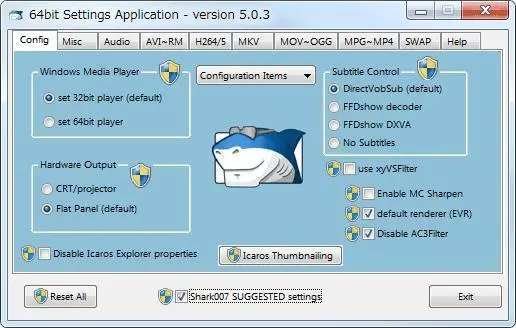 64bit Settings Application - version 5.0.3
Config Misc Audio AVI~RM H264/5 MKV MOV~OGG MPG~MP4 SWAP Help
Windows Media Player
set 32bit player (default)
set 64bit player
Configuration Items
Subtitle Control
DirectVobSub (default)
FFDshow decoder
FFDshow DXVA
No Subtitles
Hardware Output
CRT/projector
Flat Panel (default)
use xyVSFilter
Enable MC Sharpen
default renderer (EVR)
Disable AC3Filter
Disable Icaros Explorer properties
Icaros Thumbnailing
Reset All
Shark007 SUGGESTED settings
Exit